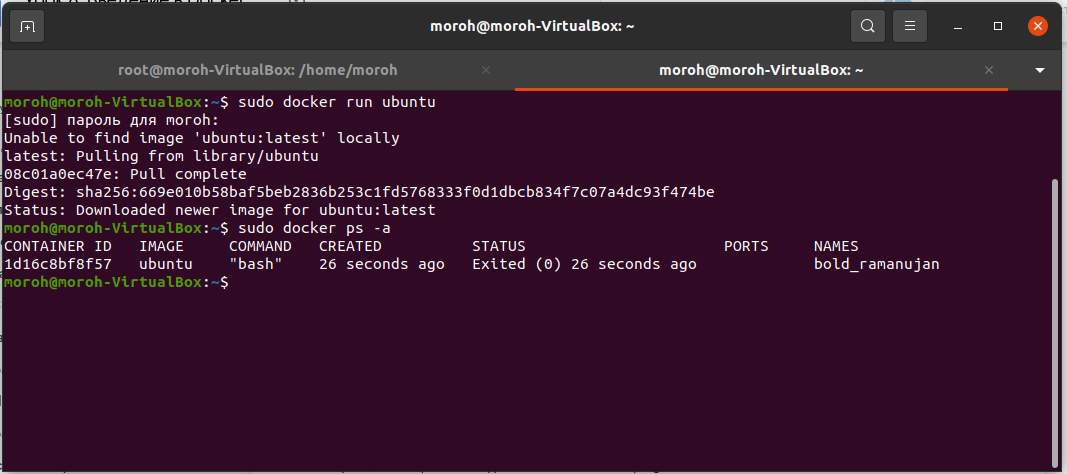 moroh@moroh-VirtualBox: ~
root@moroh-VirtualBox: /home/moroh
moroh@moroh-VirtualBox: ~
moroh@moroh-VirtualBox:~$ sudo docker run ubuntu
[sudo] пароль для moroh:
Unable to find image 'ubuntu:latest' locally
latest: Pulling from library/ubuntu
08c01a0ec47e: Pull complete
Digest: sha256:669e010b58baf5beb2836b253c1fd5768333f0d1dbcb834f7c07a4dc93f474be
Status: Downloaded newer image for ubuntu:latest
moroh@moroh-VirtualBox:~$ sudo docker ps -a
CONTAINER ID IMAGE COMMAND CREATED STATUS PORTS NAMES
1d16c8bf8f57 ubuntu "bash" 26 seconds ago Exited (0) 26 seconds ago bold_ramanujan
moroh@moroh-VirtualBox:~$